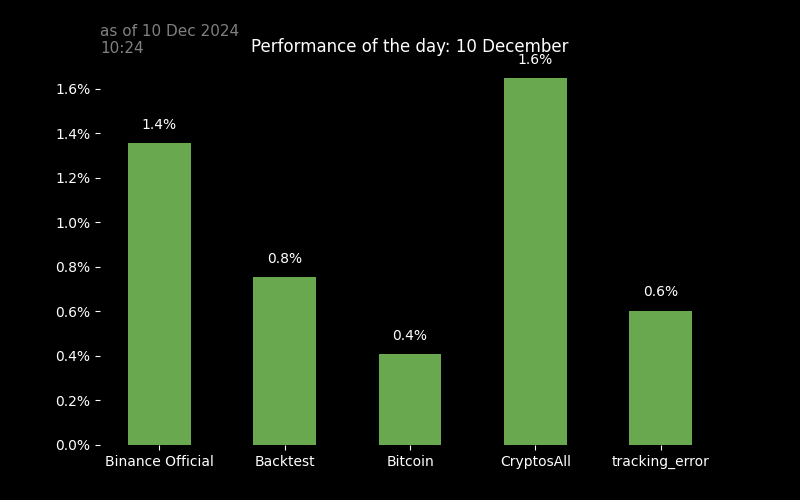 as of 10 Dec 2024
10:24
Performance of the day: 10 December
1.6%
1.4%
1.2%
1.0%
0.8%
0.6%
0.4%
0.2%
0.0%
1.4%
0.8%
0.4%
1.6%
0.6%
Binance Official
Backtest
Bitcoin
CryptosAll
tracking_error